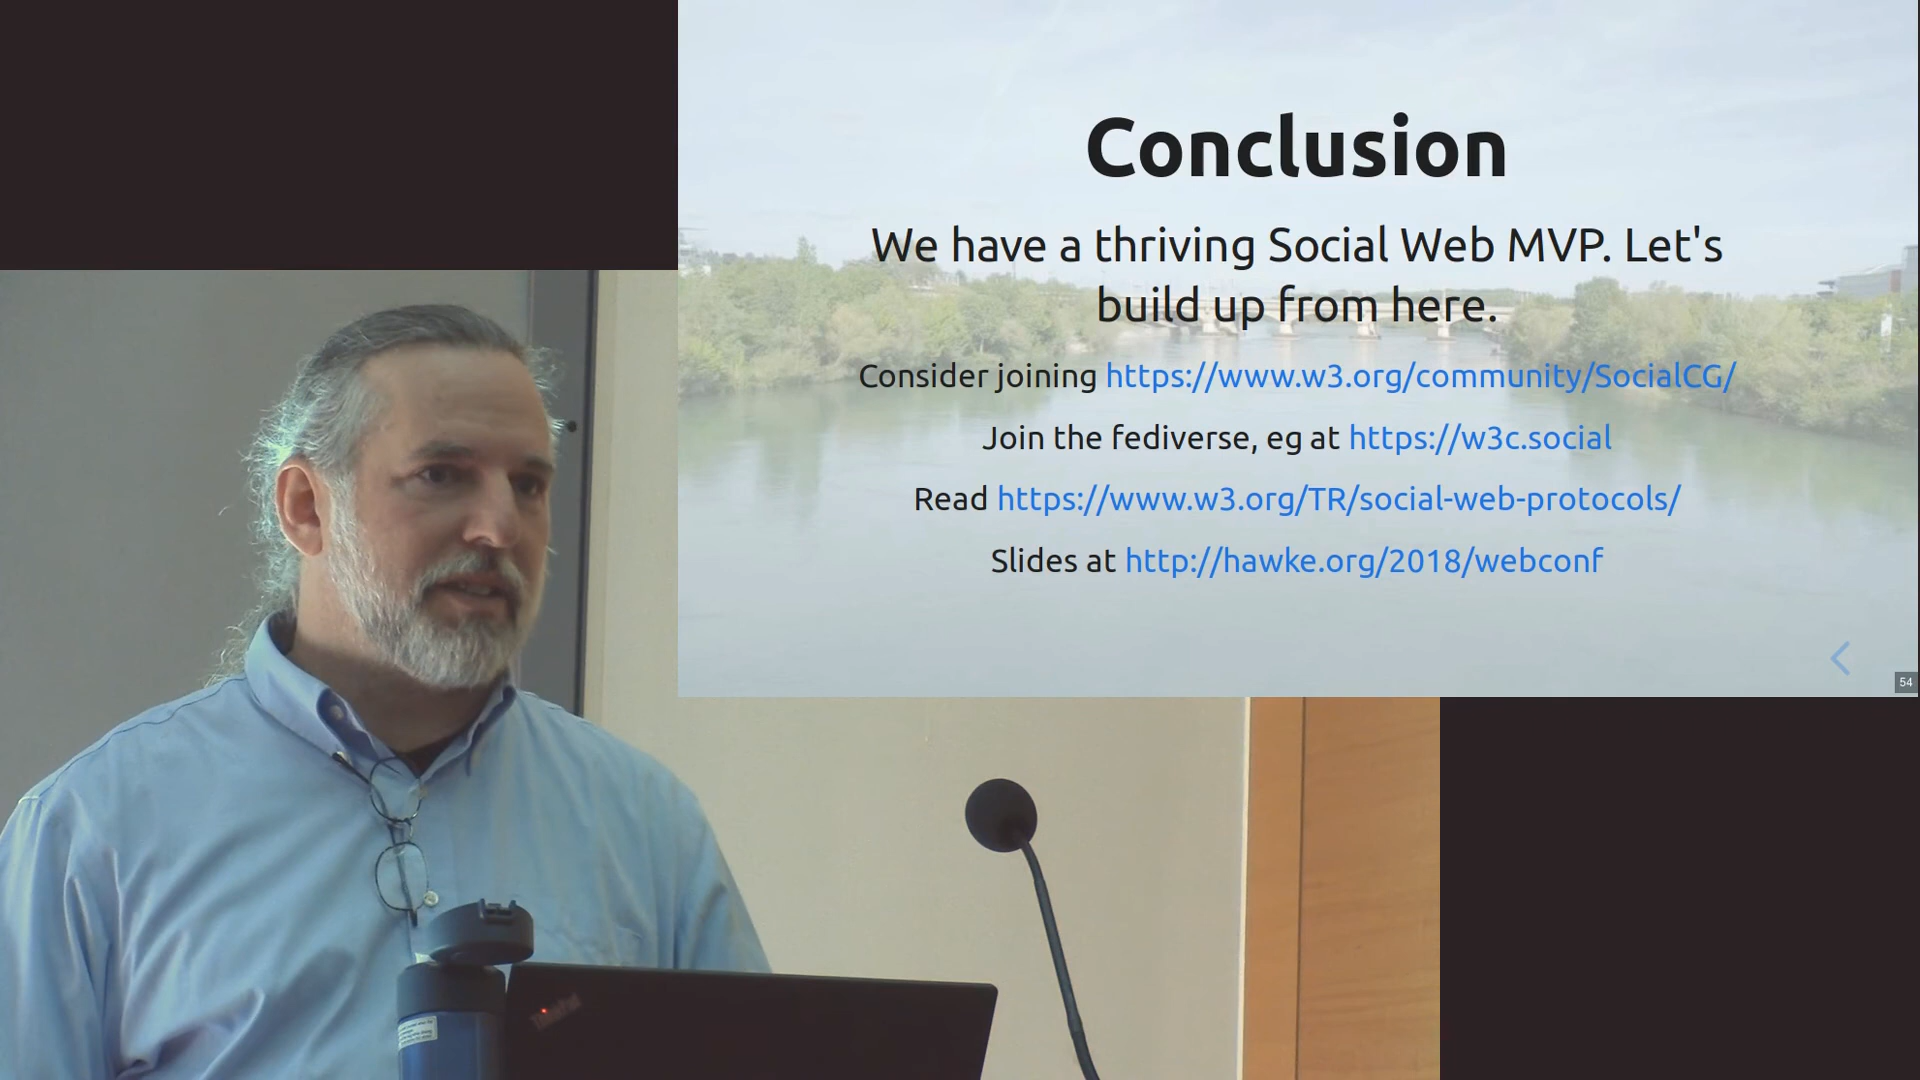 Conclusion
We have a thriving Social Web MVP. Let's
build up from here.
Consider joining https://www.w3.org/community/SocialCG/
Join the fediverse, eg at https://w3c.social
Read https://www.w3.org/TR/social-web-protocols/
Slides at http://hawke.org/2018/webconf
54
ThinkPad